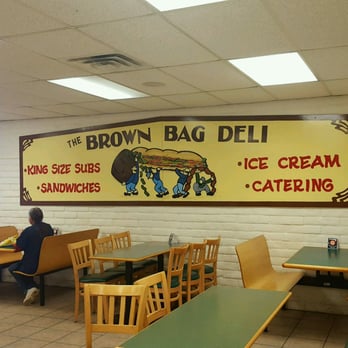 THE BROWN BAG DELI
•KING SIZE SUBS
•SANDWICHES
•ICE CREAM
•CATERING